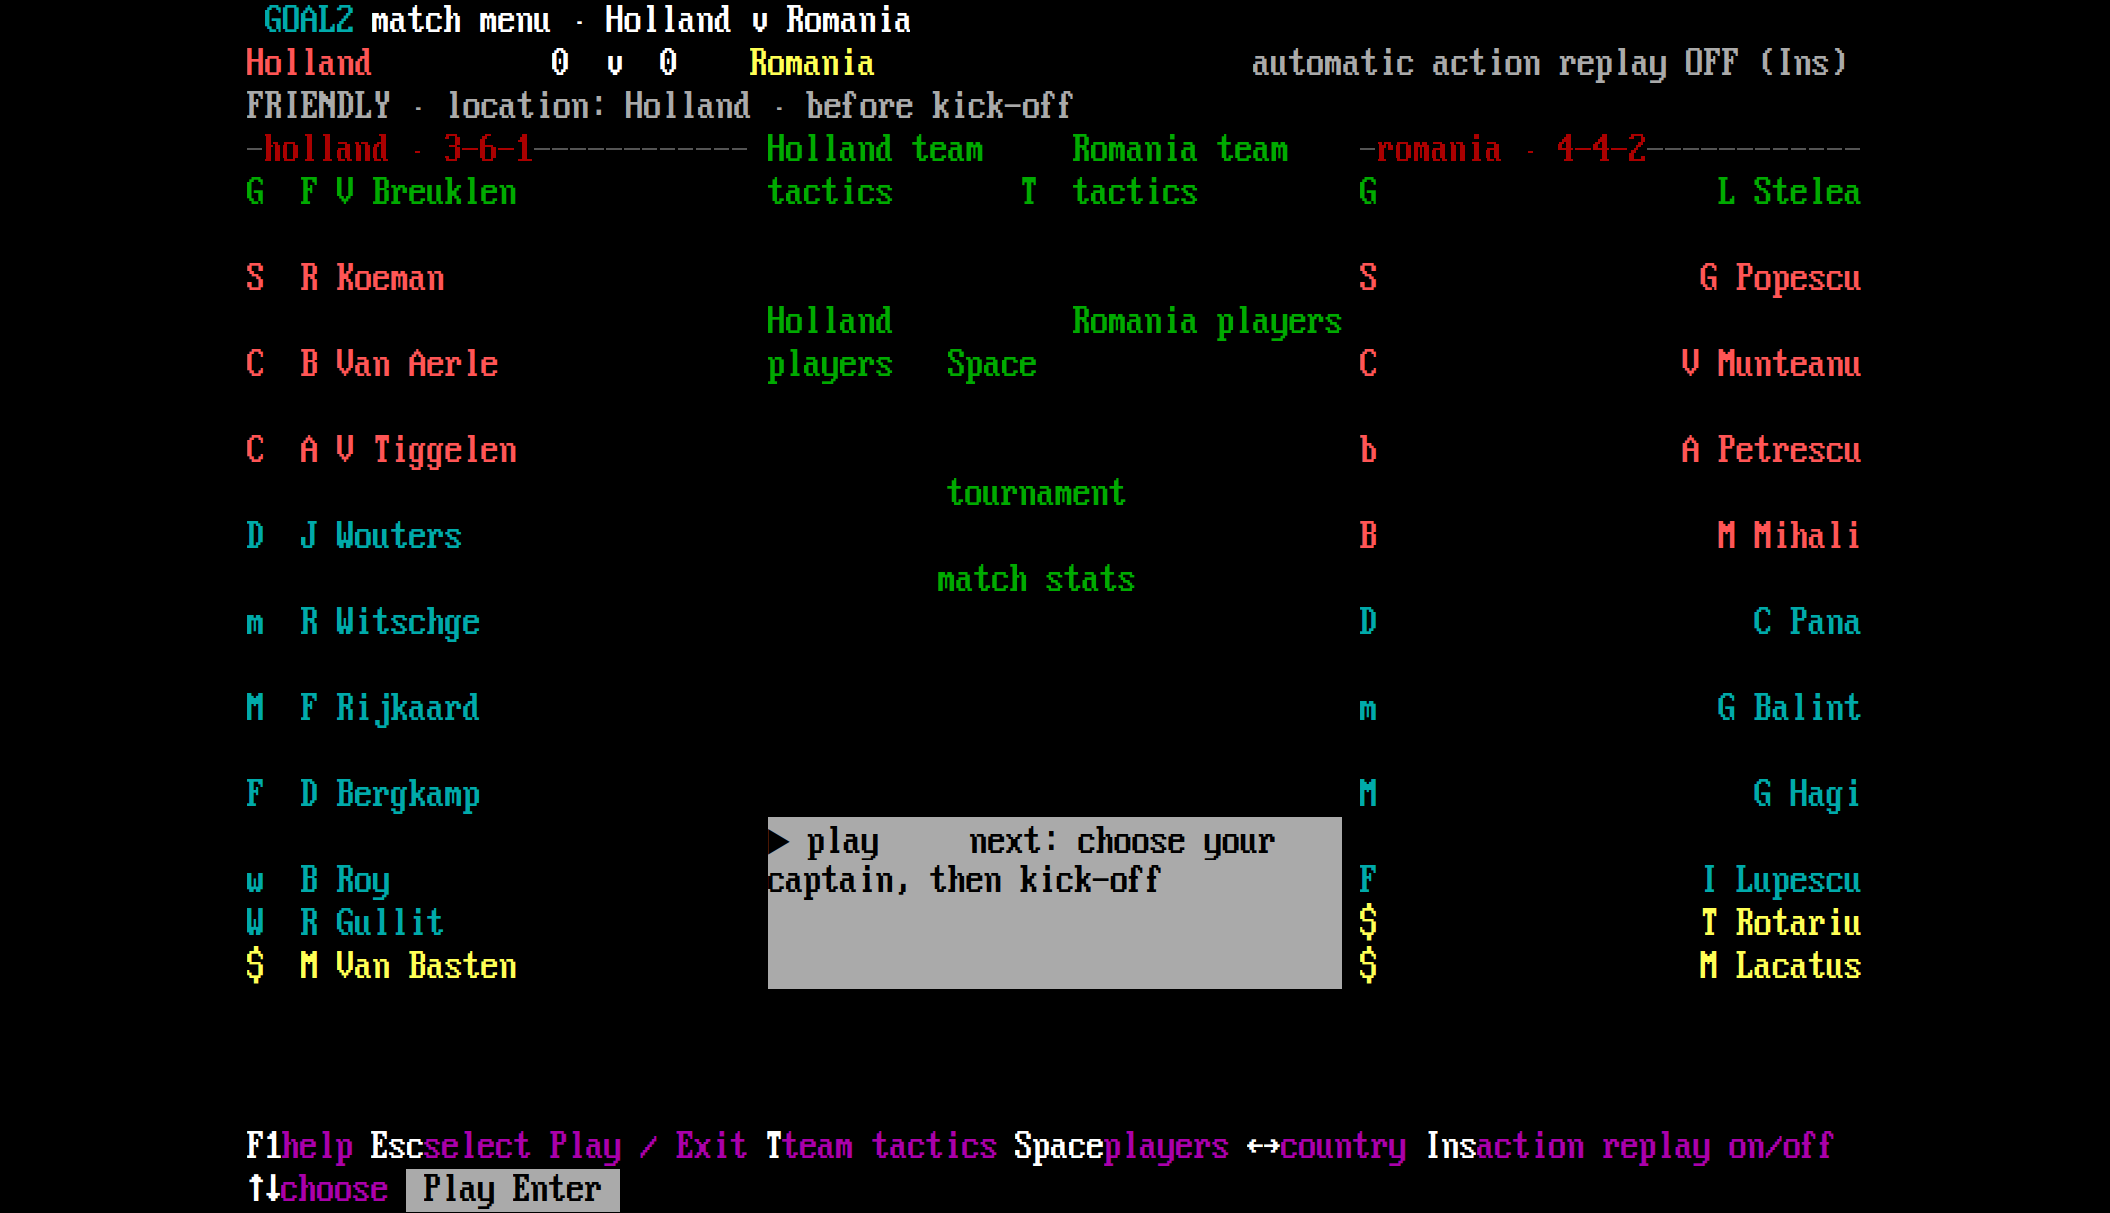 GOAL2 match menu · Holland v Romania
Holland 0 v 0 Romania automatic action replay OFF (Ins)
FRIENDLY · location: Holland · before kick-off
-holland · 3-6-1------------ Holland team Romania team -romania · 4-4-2------------
G F V Breuklen tactics T tactics G L Stelea
S R Koeman S G Popescu
Holland Romania players
C B Van Aerle players Space C V Munteanu
C A V Tiggelen b A Petrescu
tournament
D J Wouters B M Mihali
match stats
m R Witschge D C Pana
M F Rijkaard m G Balint
F D Bergkamp M G Hagi
► play next: choose your
w B Roy captain, then kick-off F I Lupescu
W R Gullit $ T Rotariu
$ M Van Basten $ M Lacatus
F1help Escselect Play / Exit Tteam tactics Spaceplayers ↔country Insaction replay on/off
↑↓choose Play Enter